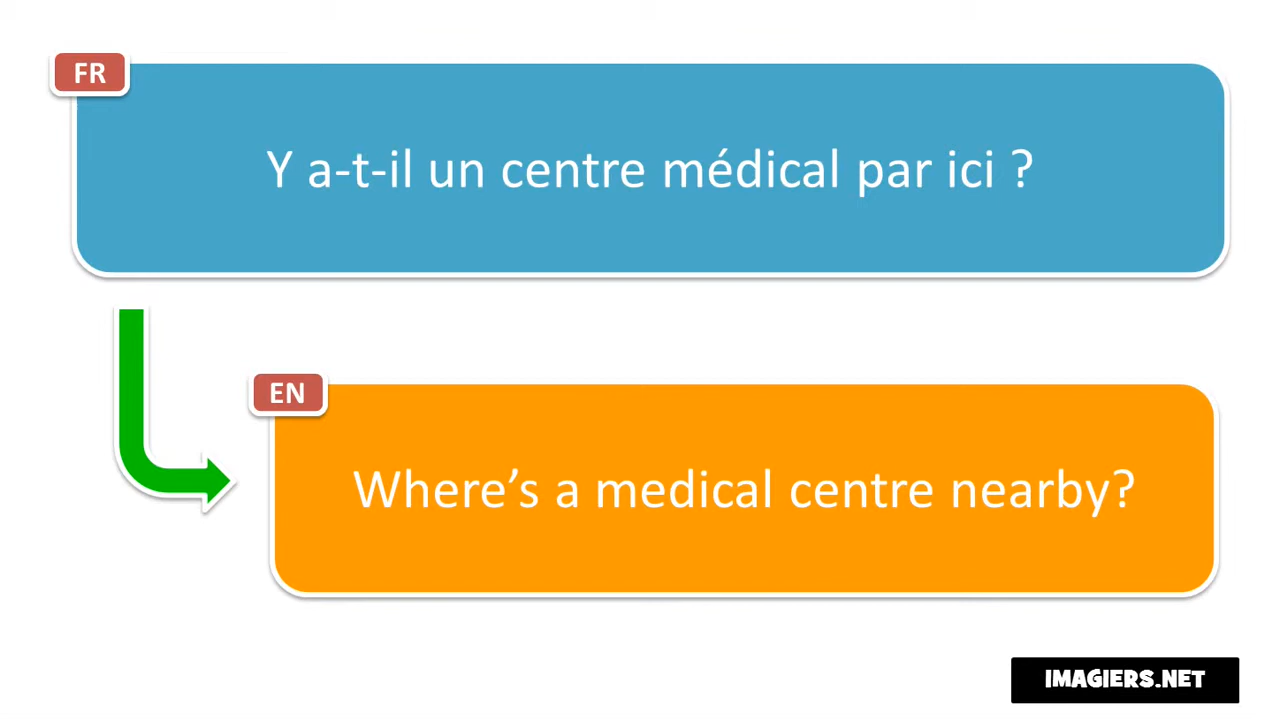 FR
Y a-t-il un centre médical par ici ?
EN
Where’s a medical centre nearby?
IMAGIERS.NET